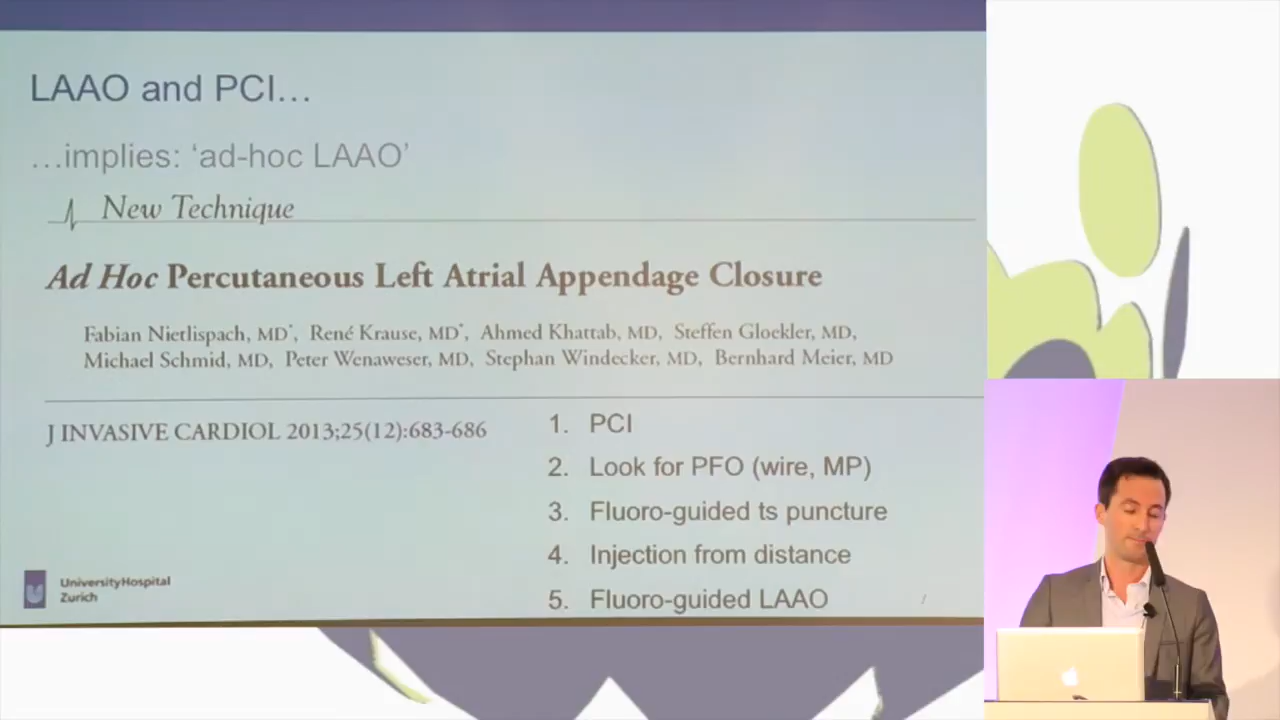 LAAO and PCI…
…implies: ‘ad-hoc LAAO’
New Technique
Ad Hoc Percutaneous Left Atrial Appendage Closure
Fabian Nietlispach, MD*, René Krause, MD*, Ahmed Khattab, MD, Steffen Gloekler, MD,
Michael Schmid, MD, Peter Wenaweser, MD, Stephan Windecker, MD, Bernhard Meier, MD
J INVASIVE CARDIOL 2013;25(12):683-686
1. PCI
2. Look for PFO (wire, MP)
3. Fluoro-guided ts puncture
4. Injection from distance
5. Fluoro-guided LAAO
UniversityHospital
Zurich